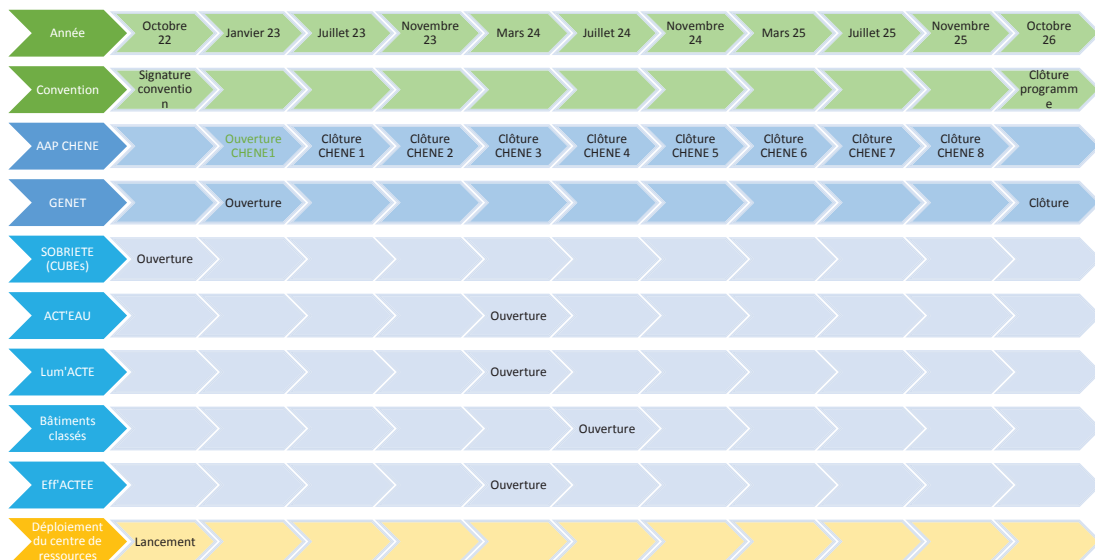 Année
Octobre
22
Janvier 23
Juillet 23
Novembre
23
Mars 24
Juillet 24
Novembre
24
Mars 25
Juillet 25
Novembre
25
Octobre
26
Convention
Signature
conventio
n
Clôture
programm
e
AAP CHENE
Ouverture
CHENE1
Clôture
CHENE 1
Clôture
CHENE 2
Clôture
CHENE 3
Clôture
CHENE 4
Clôture
CHENE 5
Clôture
CHENE 6
Clôture
CHENE 7
Clôture
CHENE 8
GENET
Ouverture
Clôture
SOBRIETE
(CUBEs)
Ouverture
ACT'EAU
Ouverture
Lum'ACTE
Ouverture
Bâtiments
classés
Ouverture
Eff'ACTEE
Ouverture
Déploiement
du centre de
ressources
Lancement